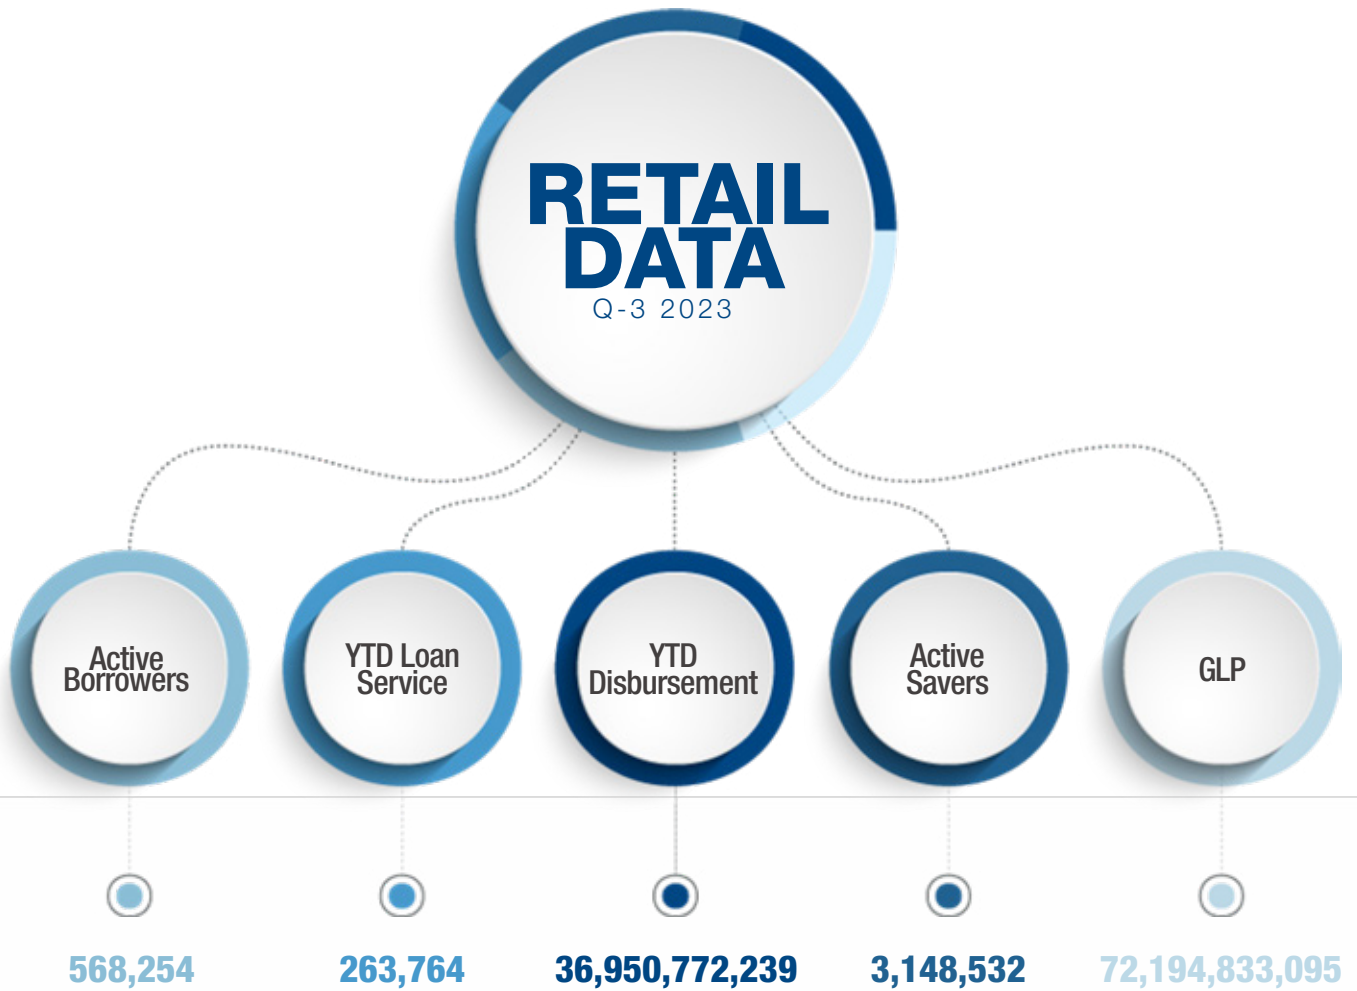 RETAIL
DATA
Q-3 2023
Active
Borrowers
YTD Loan
Service
YTD
Disbursement
Active
Savers
GLP
568,254
263,764
36,950,772,239
3,148,532
72,194,833,095